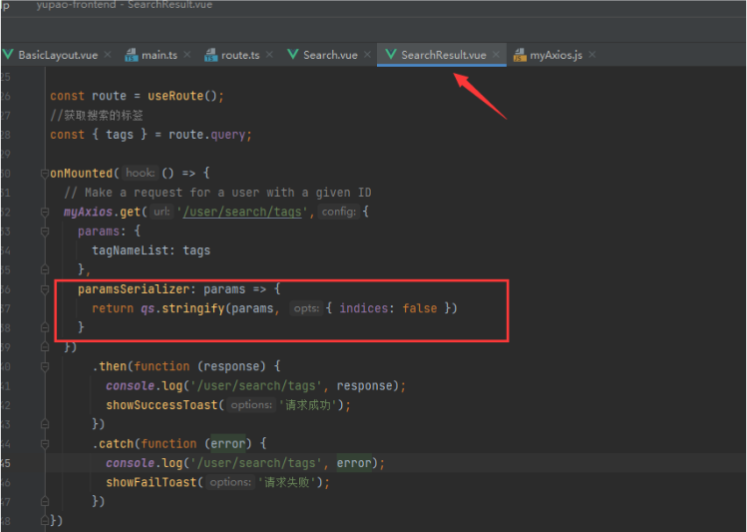 yupao-frontend - SearchResult.vue
BasicLayout.vue × main.ts × route.ts × Search.vue × SearchResult.vue × myAxios.js ×
25
26 const route = useRoute();
27 //获取搜索的标签
28 const { tags } = route.query;
29
30 onMounted( hook: () => {
31 // Make a request for a user with a given ID
32 myAxios.get( url: '/user/search/tags', config: {
33 params: {
34 tagNameList: tags
35 },
36 paramsSerializer: params => {
37 return qs.stringify(params, opts: { indices: false })
38 }
39 })
40 .then(function (response) {
41 console.log('/user/search/tags', response);
42 showSuccessToast( options: '请求成功');
43 })
44 .catch(function (error) {
45 console.log('/user/search/tags', error);
46 showFailToast( options: '请求失败');
47 })
48 })